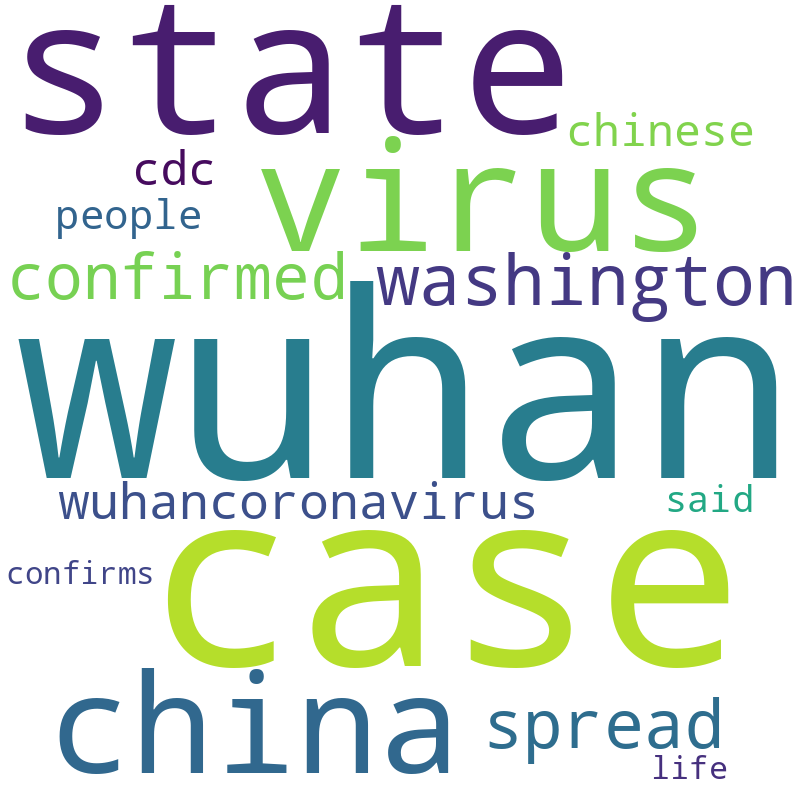 state
chinese
cdc
virus
people
confirmed
washington
wuhan
wuhancoronavirus
said
case
confirms
china
spread
life